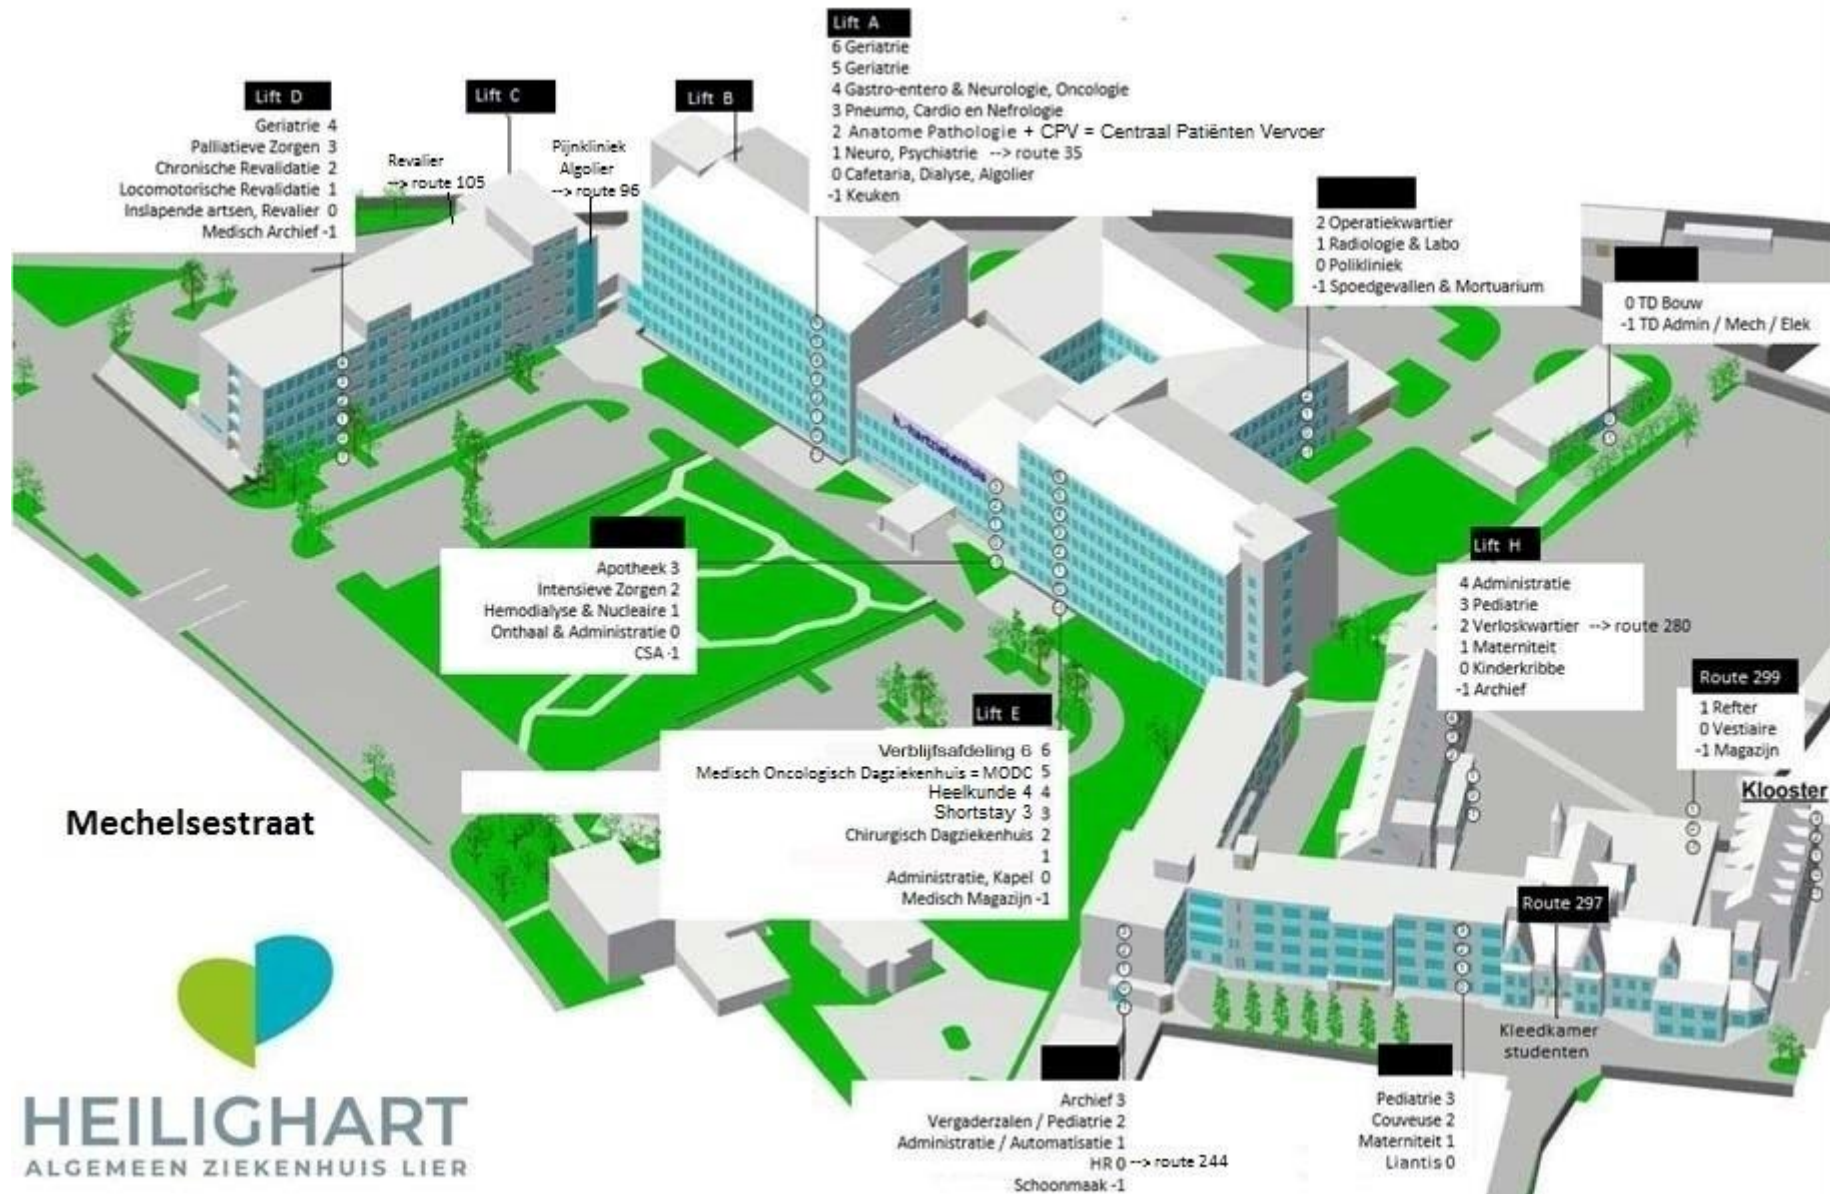 Lift A
6 Geriatrie
5 Geriatrie
4 Gastro-entero & Neurologie, Oncologie
3 Pneumo, Cardio en Nefrologie
2 Anatome Pathologie + CPV = Centraal Patiënten Vervoer
1 Neuro, Psychiatrie --> route 35
0 Cafetaria, Dialyse, Algolier
-1 Keuken
Lift D
Geriatrie 4
Palliatieve Zorgen 3
Chronische Revalidatie 2
Locomotorische Revalidatie 1
Inslapende artsen, Revalier 0
Medisch Archief -1
Lift C
Lift B
Revalier
--> route 105
Pijnkliniek
Algolier
--> route 96
2 Operatiekwartier
1 Radiologie & Labo
0 Polikliniek
-1 Spoedgevallen & Mortuarium
0 TD Bouw
-1 TD Admin / Mech / Elek
h.-hartziekenhuis
Apotheek 3
Intensieve Zorgen 2
Hemodialyse & Nucleaire 1
Onthaal & Administratie 0
CSA -1
Lift H
4 Administratie
3 Pediatrie
2 Verloskwartier --> route 280
1 Materniteit
0 Kinderkribbe
-1 Archief
Route 299
1 Refter
0 Vestiaire
-1 Magazijn
Klooster
Lift E
Verblijfsafdeling 6 6
Medisch Oncologisch Dagziekenhuis = MODC 5
Heelkunde 4 4
Shortstay 3 3
Chirurgisch Dagziekenhuis 2
1
Administratie, Kapel 0
Medisch Magazijn -1
Mechelsestraat
Route 297
Kleedkamer
studenten
Archief 3
Vergaderzalen / Pediatrie 2
Administratie / Automatisatie 1
HR 0 --> route 244
Schoonmaak -1
Pediatrie 3
Couveuse 2
Materniteit 1
Liantis 0
HEILIGHART
ALGEMEEN ZIEKENHUIS LIER